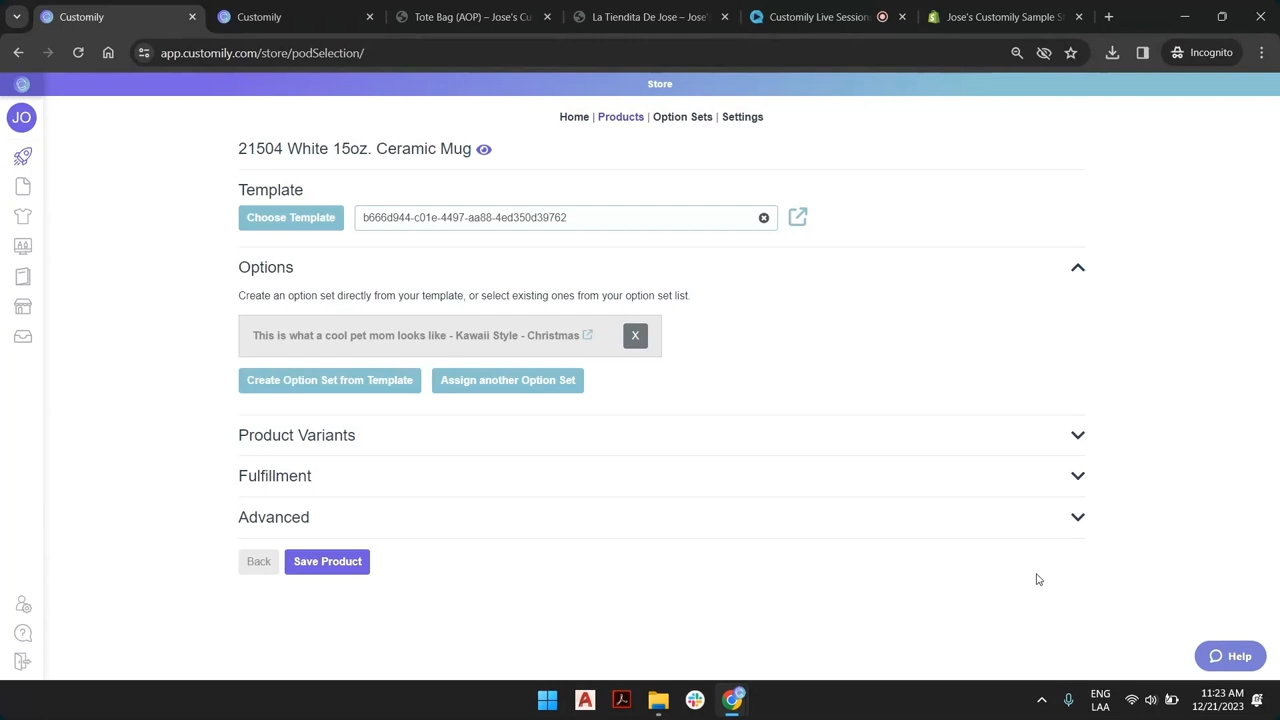 Customily
Customily
Tote Bag (AOP) – Jose's Cu
La Tiendita De Jose – Jose's
Customily Live Session
Jose's Customily Sample S
app.customily.com/store/podSelection/
Incognito
Store
JO
Home | Products | Option Sets | Settings
21504 White 15oz. Ceramic Mug
Template
Choose Template
b666d944-c01e-4497-aa88-4ed350d39762
Options
Create an option set directly from your template, or select existing ones from your option set list.
This is what a cool pet mom looks like - Kawaii Style - Christmas
X
Create Option Set from Template
Assign another Option Set
Product Variants
Fulfillment
Advanced
Back
Save Product
Help
ENG
LAA
11:23 AM
12/21/2023